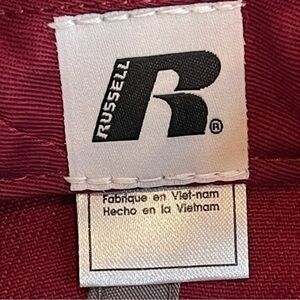 RUSSELL
R®
Fabriqué en Viet-nam
Hecho en la Vietnam